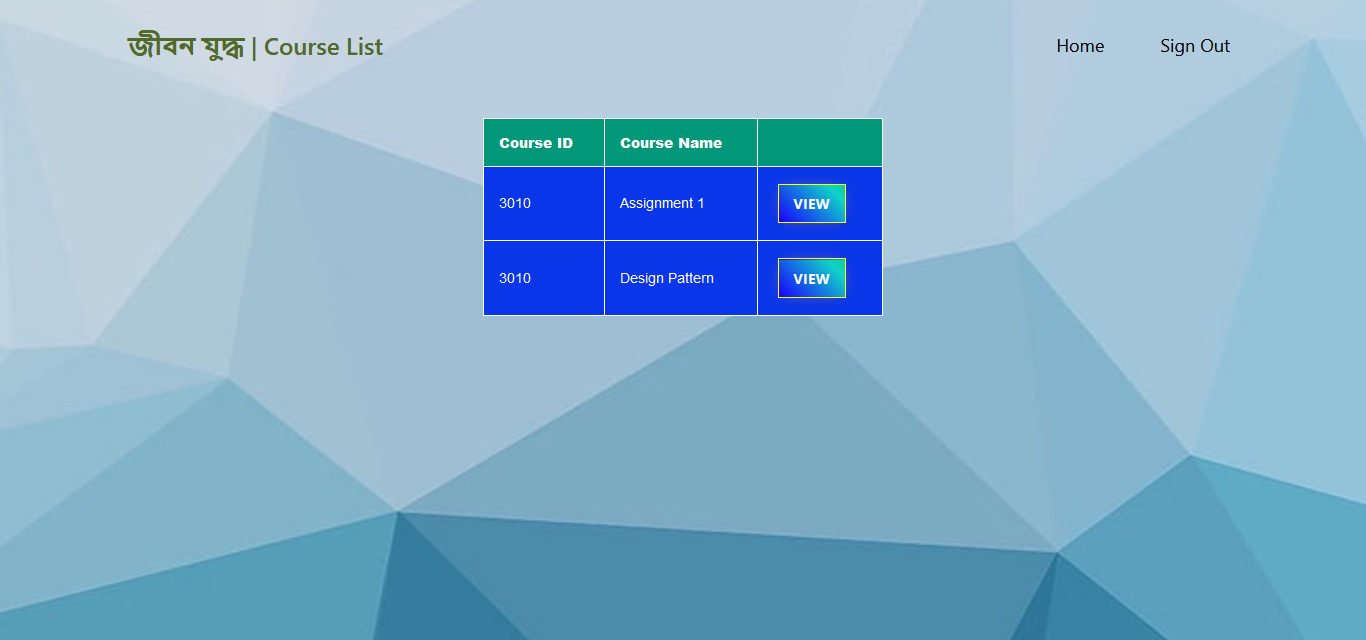 জীবন যুদ্ধ | Course List
Home
Sign Out
Course ID Course Name
3010 Assignment 1 VIEW
3010 Design Pattern VIEW